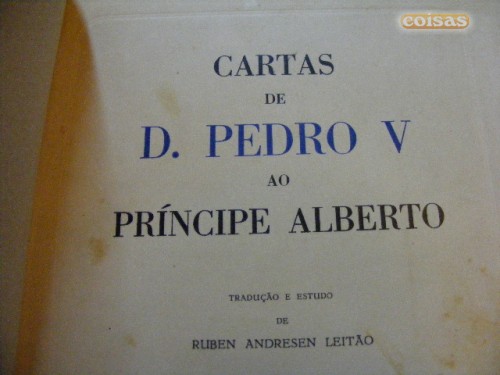 coisas
CARTAS
DE
D. PEDRO V
AO
PRÍNCIPE ALBERTO
TRADUÇÃO E ESTUDO
DE
RUBEN ANDRESEN LEITÃO